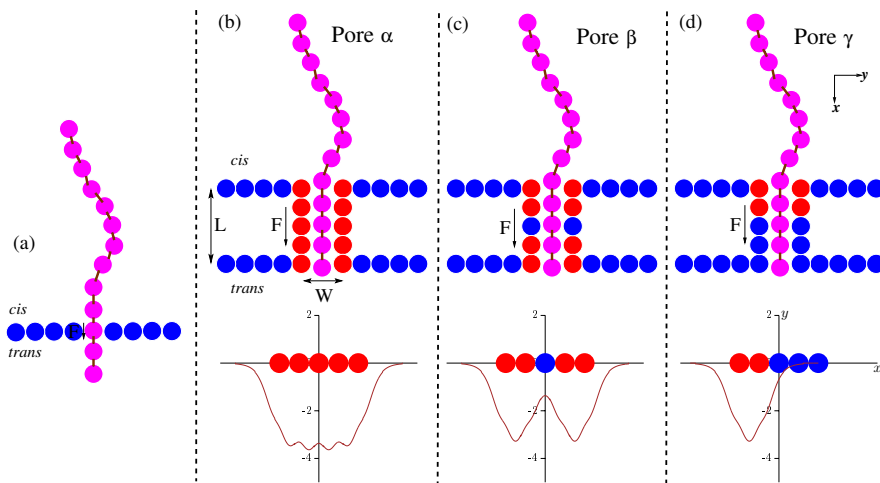 (a)
F
cis
trans
(b)
Pore α
cis
L
F
trans
W
2
-2
-4
(c)
Pore β
F
2
-2
-4
(d)
Pore γ
y
x
F
2
y
x
-2
-4